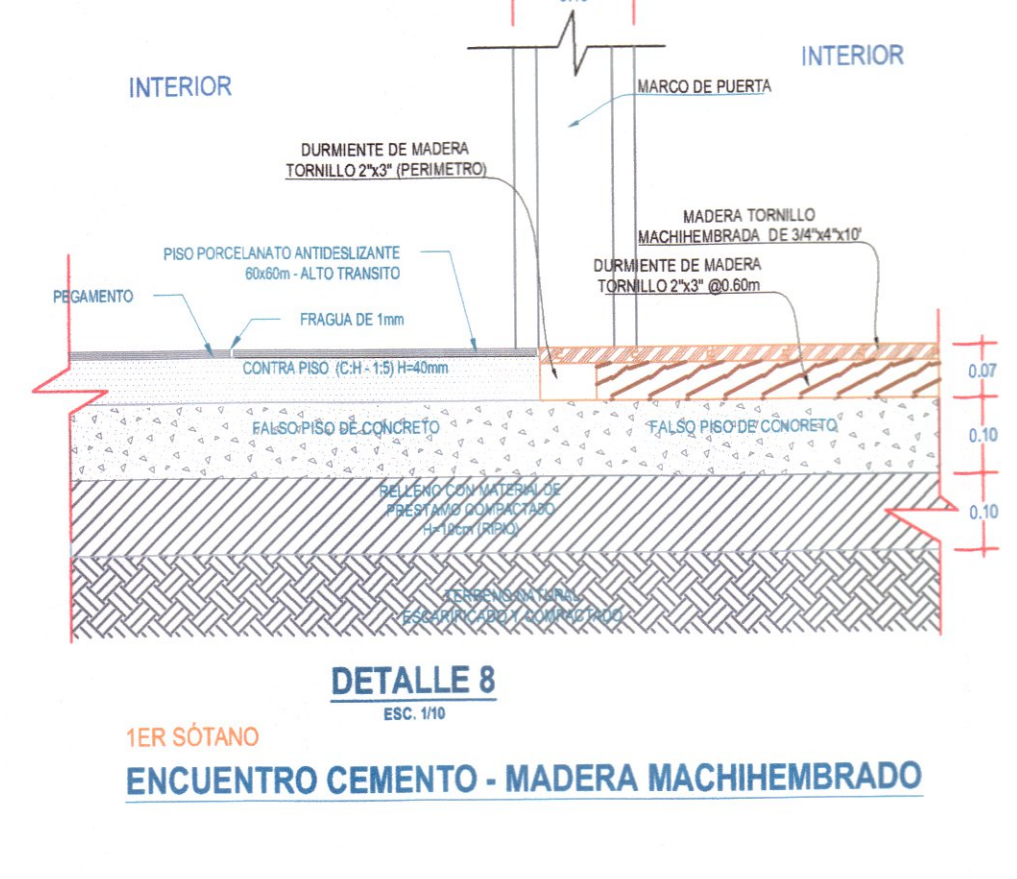 INTERIOR
INTERIOR
MARCO DE PUERTA
DURMIENTE DE MADERA
TORNILLO 2"x3" (PERIMETRO)
MADERA TORNILLO
MACHIHEMBRADA DE 3/4"x4"x10'
PISO PORCELANATO ANTIDESLIZANTE
60x60m - ALTO TRANSITO
DURMIENTE DE MADERA
TORNILLO 2"x3" @0.60m
PEGAMENTO
FRAGUA DE 1mm
CONTRA PISO (C:H - 1:5) H=40mm
0.07
FALSO PISO DE CONCRETO
FALSO PISO DE CONCRETO
0.10
RELLENO CON MATERIAL DE
PRESTAMO COMPACTADO
H=10cm (RIPIO)
0.10
TERRENO NATURAL
ESCARIFICADO Y COMPACTADO
DETALLE 8
ESC. 1/10
1ER SÓTANO
ENCUENTRO CEMENTO - MADERA MACHIHEMBRADO